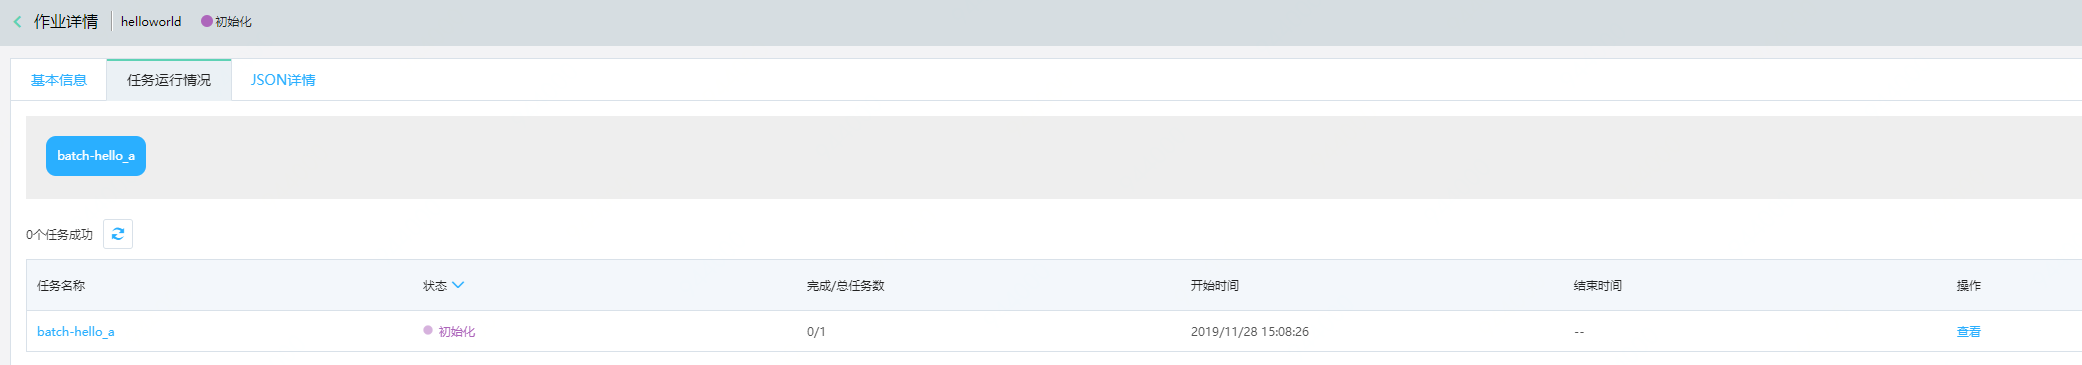 作业详情 helloworld 初始化
基本信息 任务运行情况 JSON详情
batch-hello_a
0个任务成功
任务名称 状态 完成/总任务数 开始时间 结束时间 操作
batch-hello_a 初始化 0/1 2019/11/28 15:08:26 -- 查看